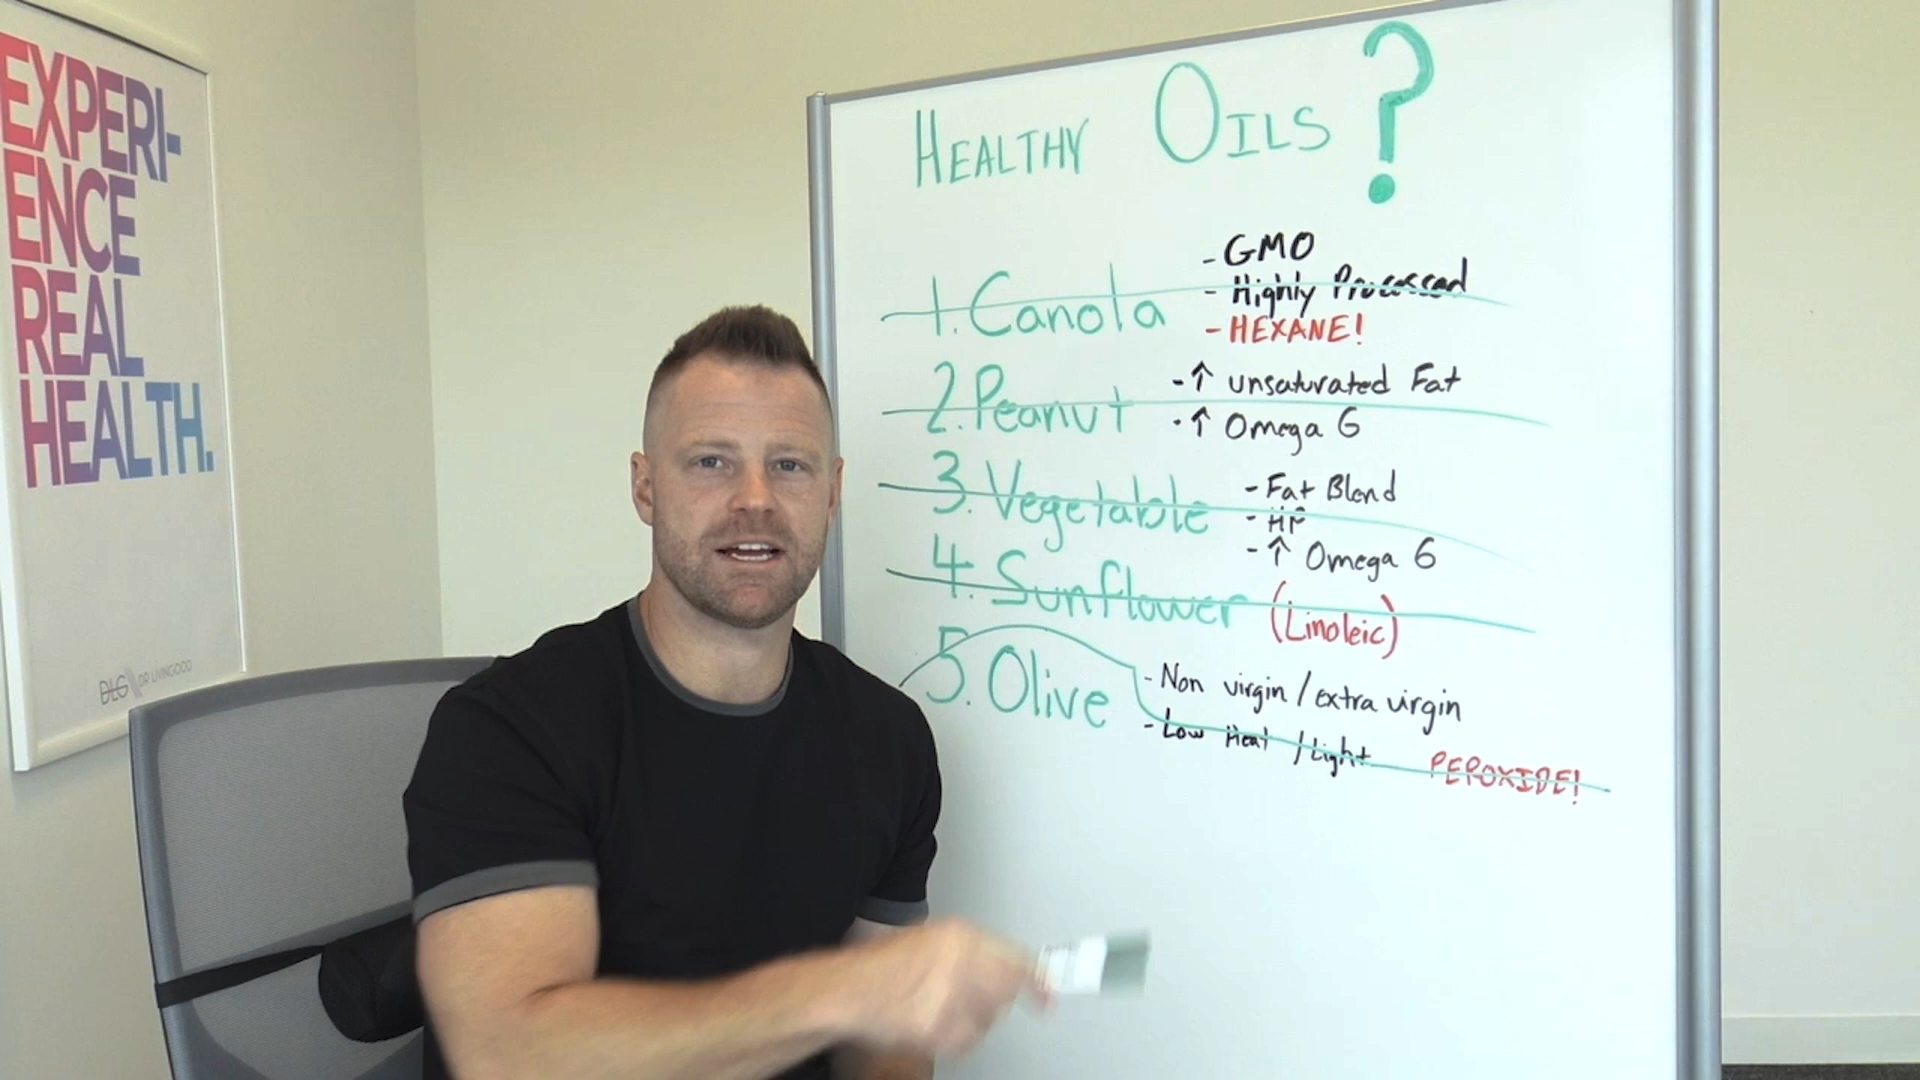 EXPERI-
ENCE
REAL
HEALTH.
DLG DR LIVINGOOD
HEALTHY OILS ?
1. Canola
- GMO
- Highly Processed
- HEXANE!
2. Peanut
- ↑ unsaturated Fat
- ↑ Omega 6
3. Vegetable
- Fat Blend
- HP
- ↑ Omega 6
4. Sunflower (Linoleic)
5. Olive
- Non virgin / extra virgin
- Low Heat / Light PEROXIDE!